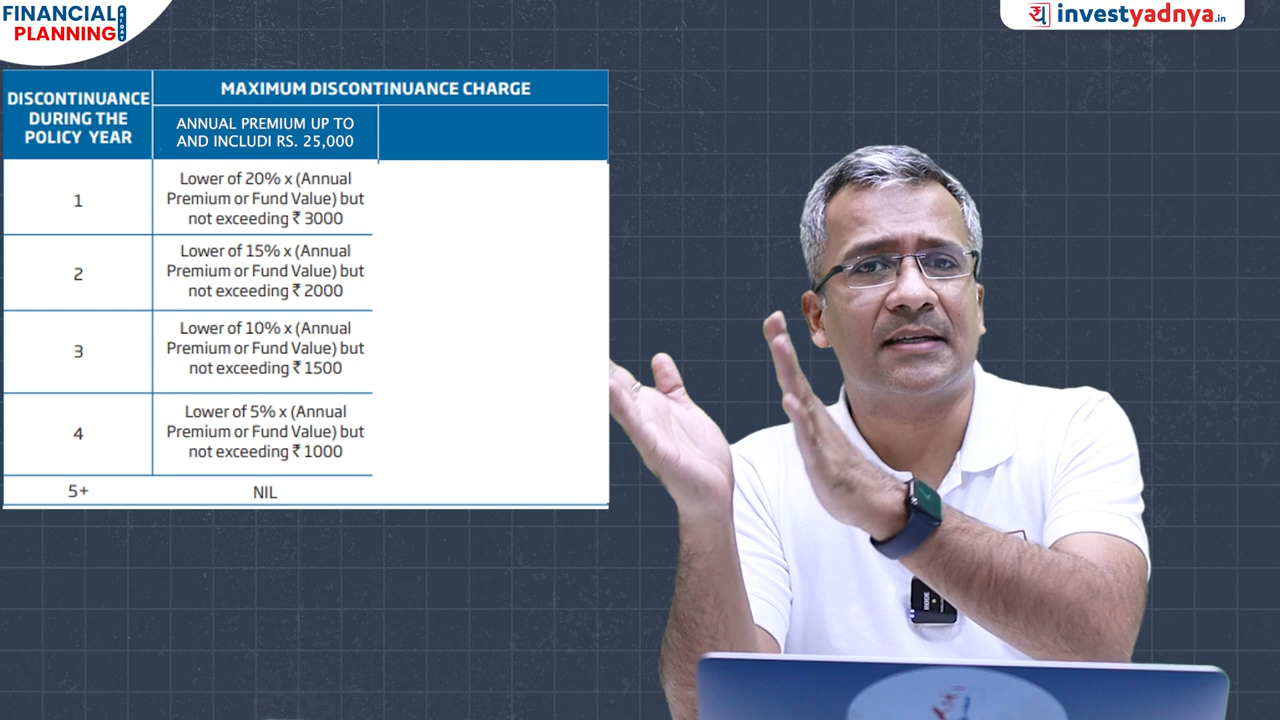 FINANCIAL
PLANNING
FRIDAY
investyadnya.in
DISCONTINUANCE
DURING THE
POLICY YEAR
MAXIMUM DISCONTINUANCE CHARGE
ANNUAL PREMIUM UP TO
AND INCLUDI RS. 25,000
1
Lower of 20% x (Annual
Premium or Fund Value) but
not exceeding ₹ 3000
2
Lower of 15% x (Annual
Premium or Fund Value) but
not exceeding ₹ 2000
3
Lower of 10% x (Annual
Premium or Fund Value) but
not exceeding ₹ 1500
4
Lower of 5% x (Annual
Premium or Fund Value) but
not exceeding ₹ 1000
5+
NIL